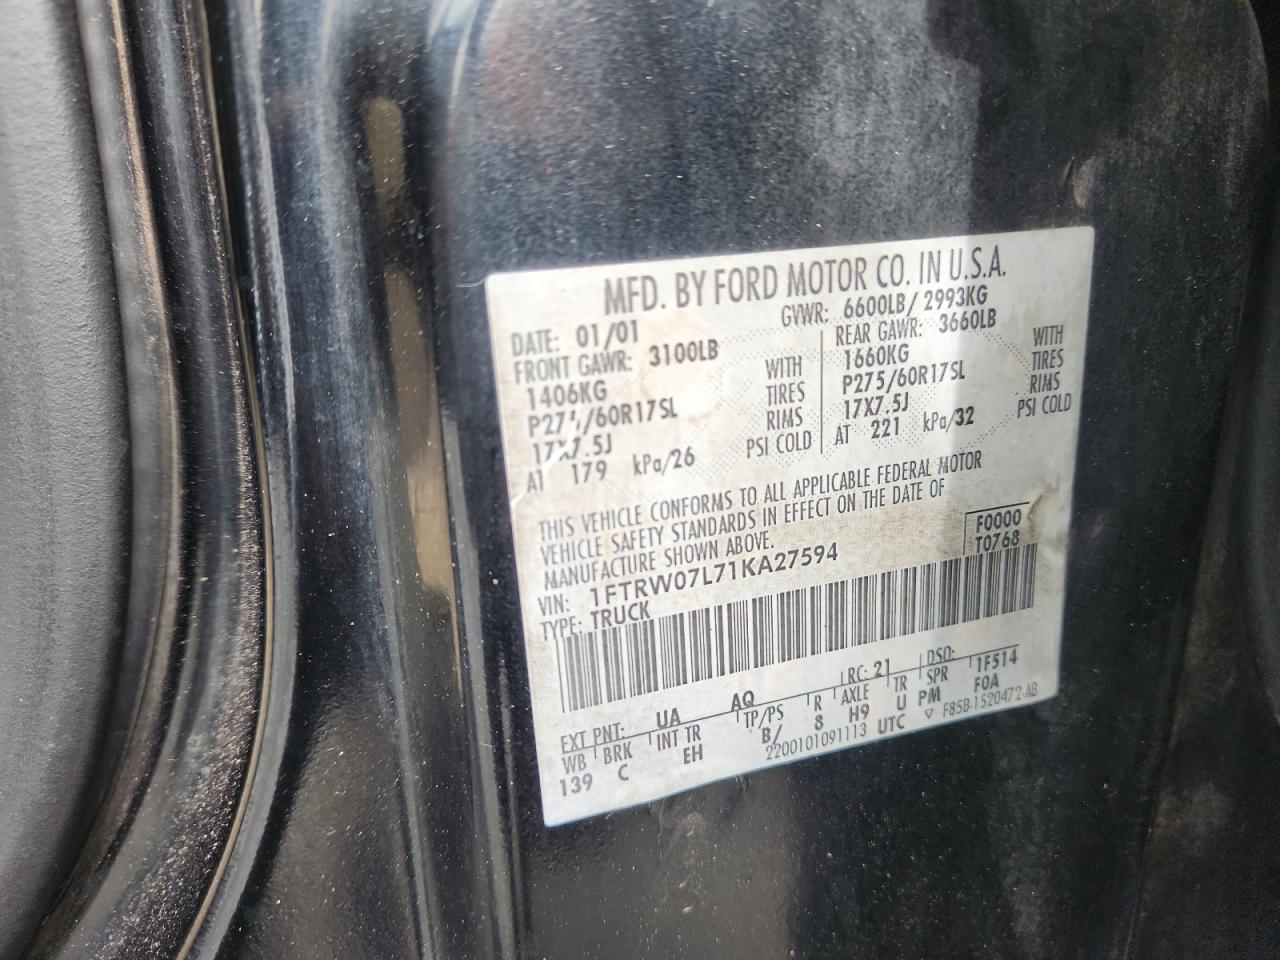 MFD. BY FORD MOTOR CO. IN U.S.A.
DATE: 01/01 GVWR: 6600LB/ 2993KG
FRONT GAWR: 3100LB REAR GAWR: 3660LB
1406KG WITH 1660KG WITH
P275/60R17SL TIRES P275/60R17SL TIRES
17X7.5J RIMS 17X7.5J RIMS
AT 179 kPa/26 PSI COLD AT 221 kPa/32 PSI COLD
THIS VEHICLE CONFORMS TO ALL APPLICABLE FEDERAL MOTOR
VEHICLE SAFETY STANDARDS IN EFFECT ON THE DATE OF
MANUFACTURE SHOWN ABOVE.
F0000
VIN: 1FTRW07L71KA27594 T0768
TYPE: TRUCK
EXT PNT: UA AQ RC: 21 DSO: 1F514
WB BRK INT TR TP/PS R AXLE TR SPR F0A
139 C EH B/ 8 H9 U PM
2200101091113 UTC ▽ F85B-1520472-AB